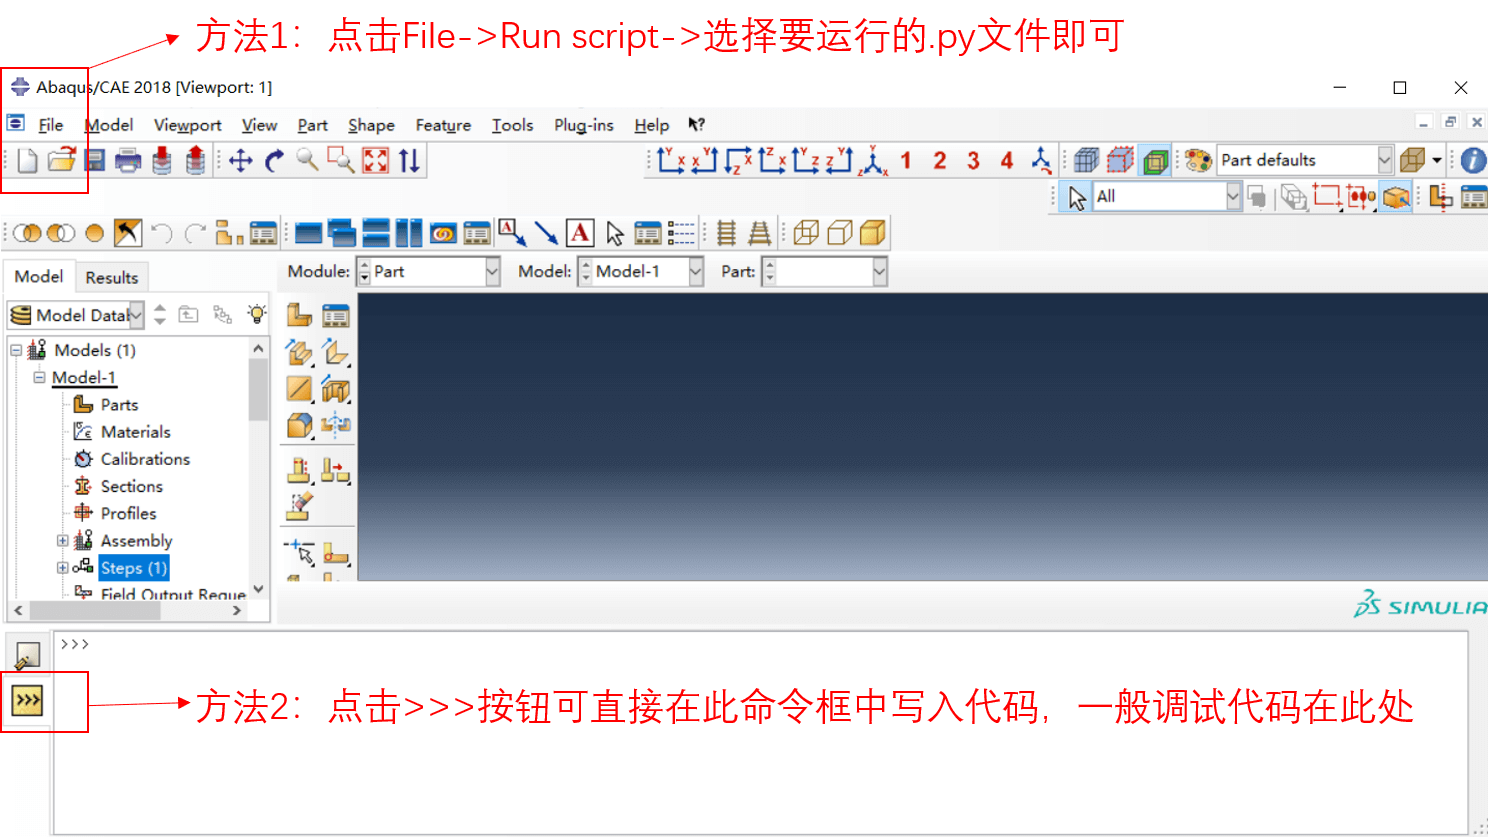 方法1：点击File->Run script->选择要运行的.py文件即可
Abaqus/CAE 2018 [Viewport: 1]
File Model Viewport View Part Shape Feature Tools Plug-ins Help
1 2 3 4 Part defaults
All
Model Results
Module: Part Model: Model-1 Part:
Model Datab
Models (1)
Model-1
Parts
Materials
Calibrations
Sections
Profiles
Assembly
Steps (1)
Field Output Reque
SIMULIA
>>>
>>>
方法2：点击>>>按钮可直接在此命令框中写入代码，一般调试代码在此处